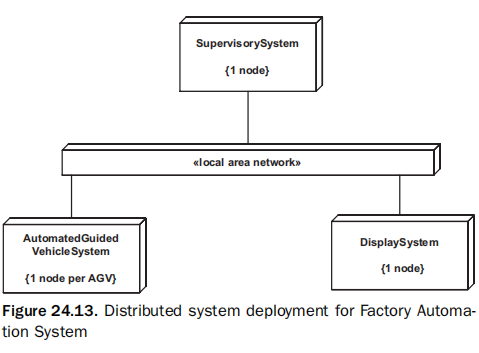 SupervisorySystem
{1 node}
«local area network»
AutomatedGuided
VehicleSystem
{1 node per AGV}
DisplaySystem
{1 node}
Figure 24.13. Distributed system deployment for Factory Automa-
tion System